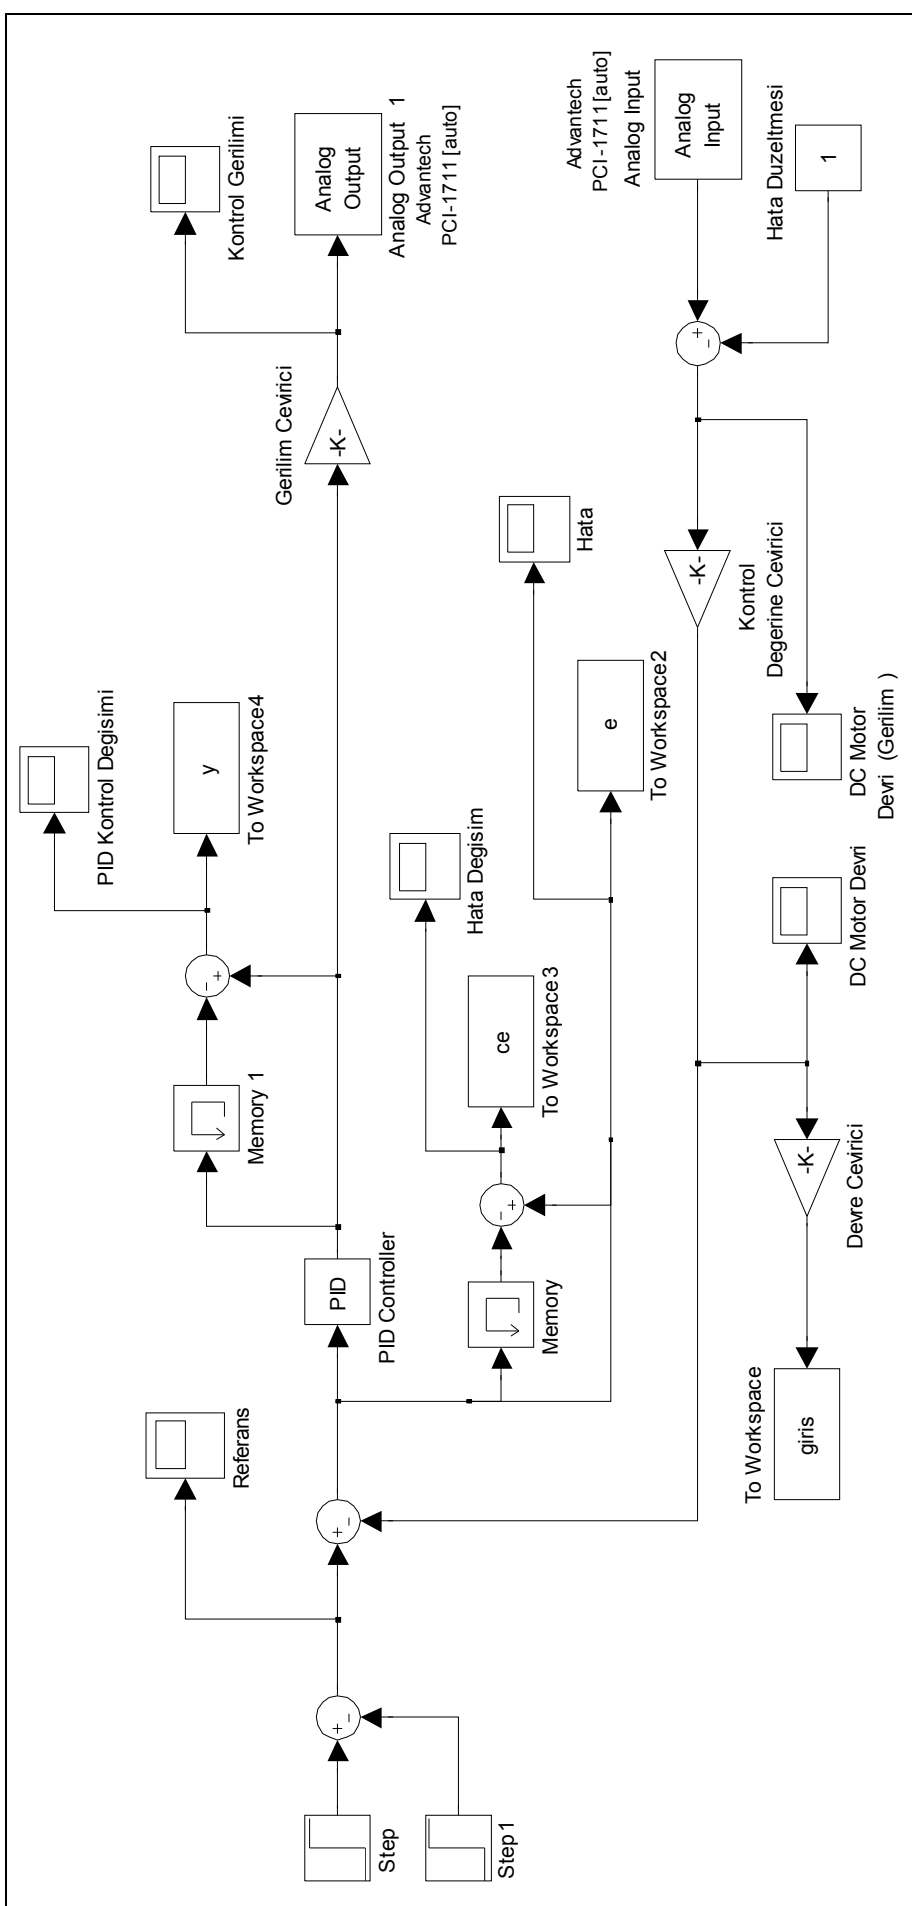 Step
Step1
Referans
PID
PID Controller
Memory 1
PID Kontrol Degisimi
y
To Workspace4
Gerilim Cevirici
-K-
Kontrol Gerilimi
Analog
Output
Analog Output 1
Advantech
PCI-1711 [auto]
Memory
ce
To Workspace3
Hata Degisim
e
To Workspace2
Hata
Advantech
PCI-1711 [auto]
Analog Input
Analog
Input
Hata Duzeltmesi
1
-K-
Kontrol
Degerine Cevirici
DC Motor
Devri (Gerilim )
DC Motor Devri
-K-
Devre Cevirici
To Workspace
giris